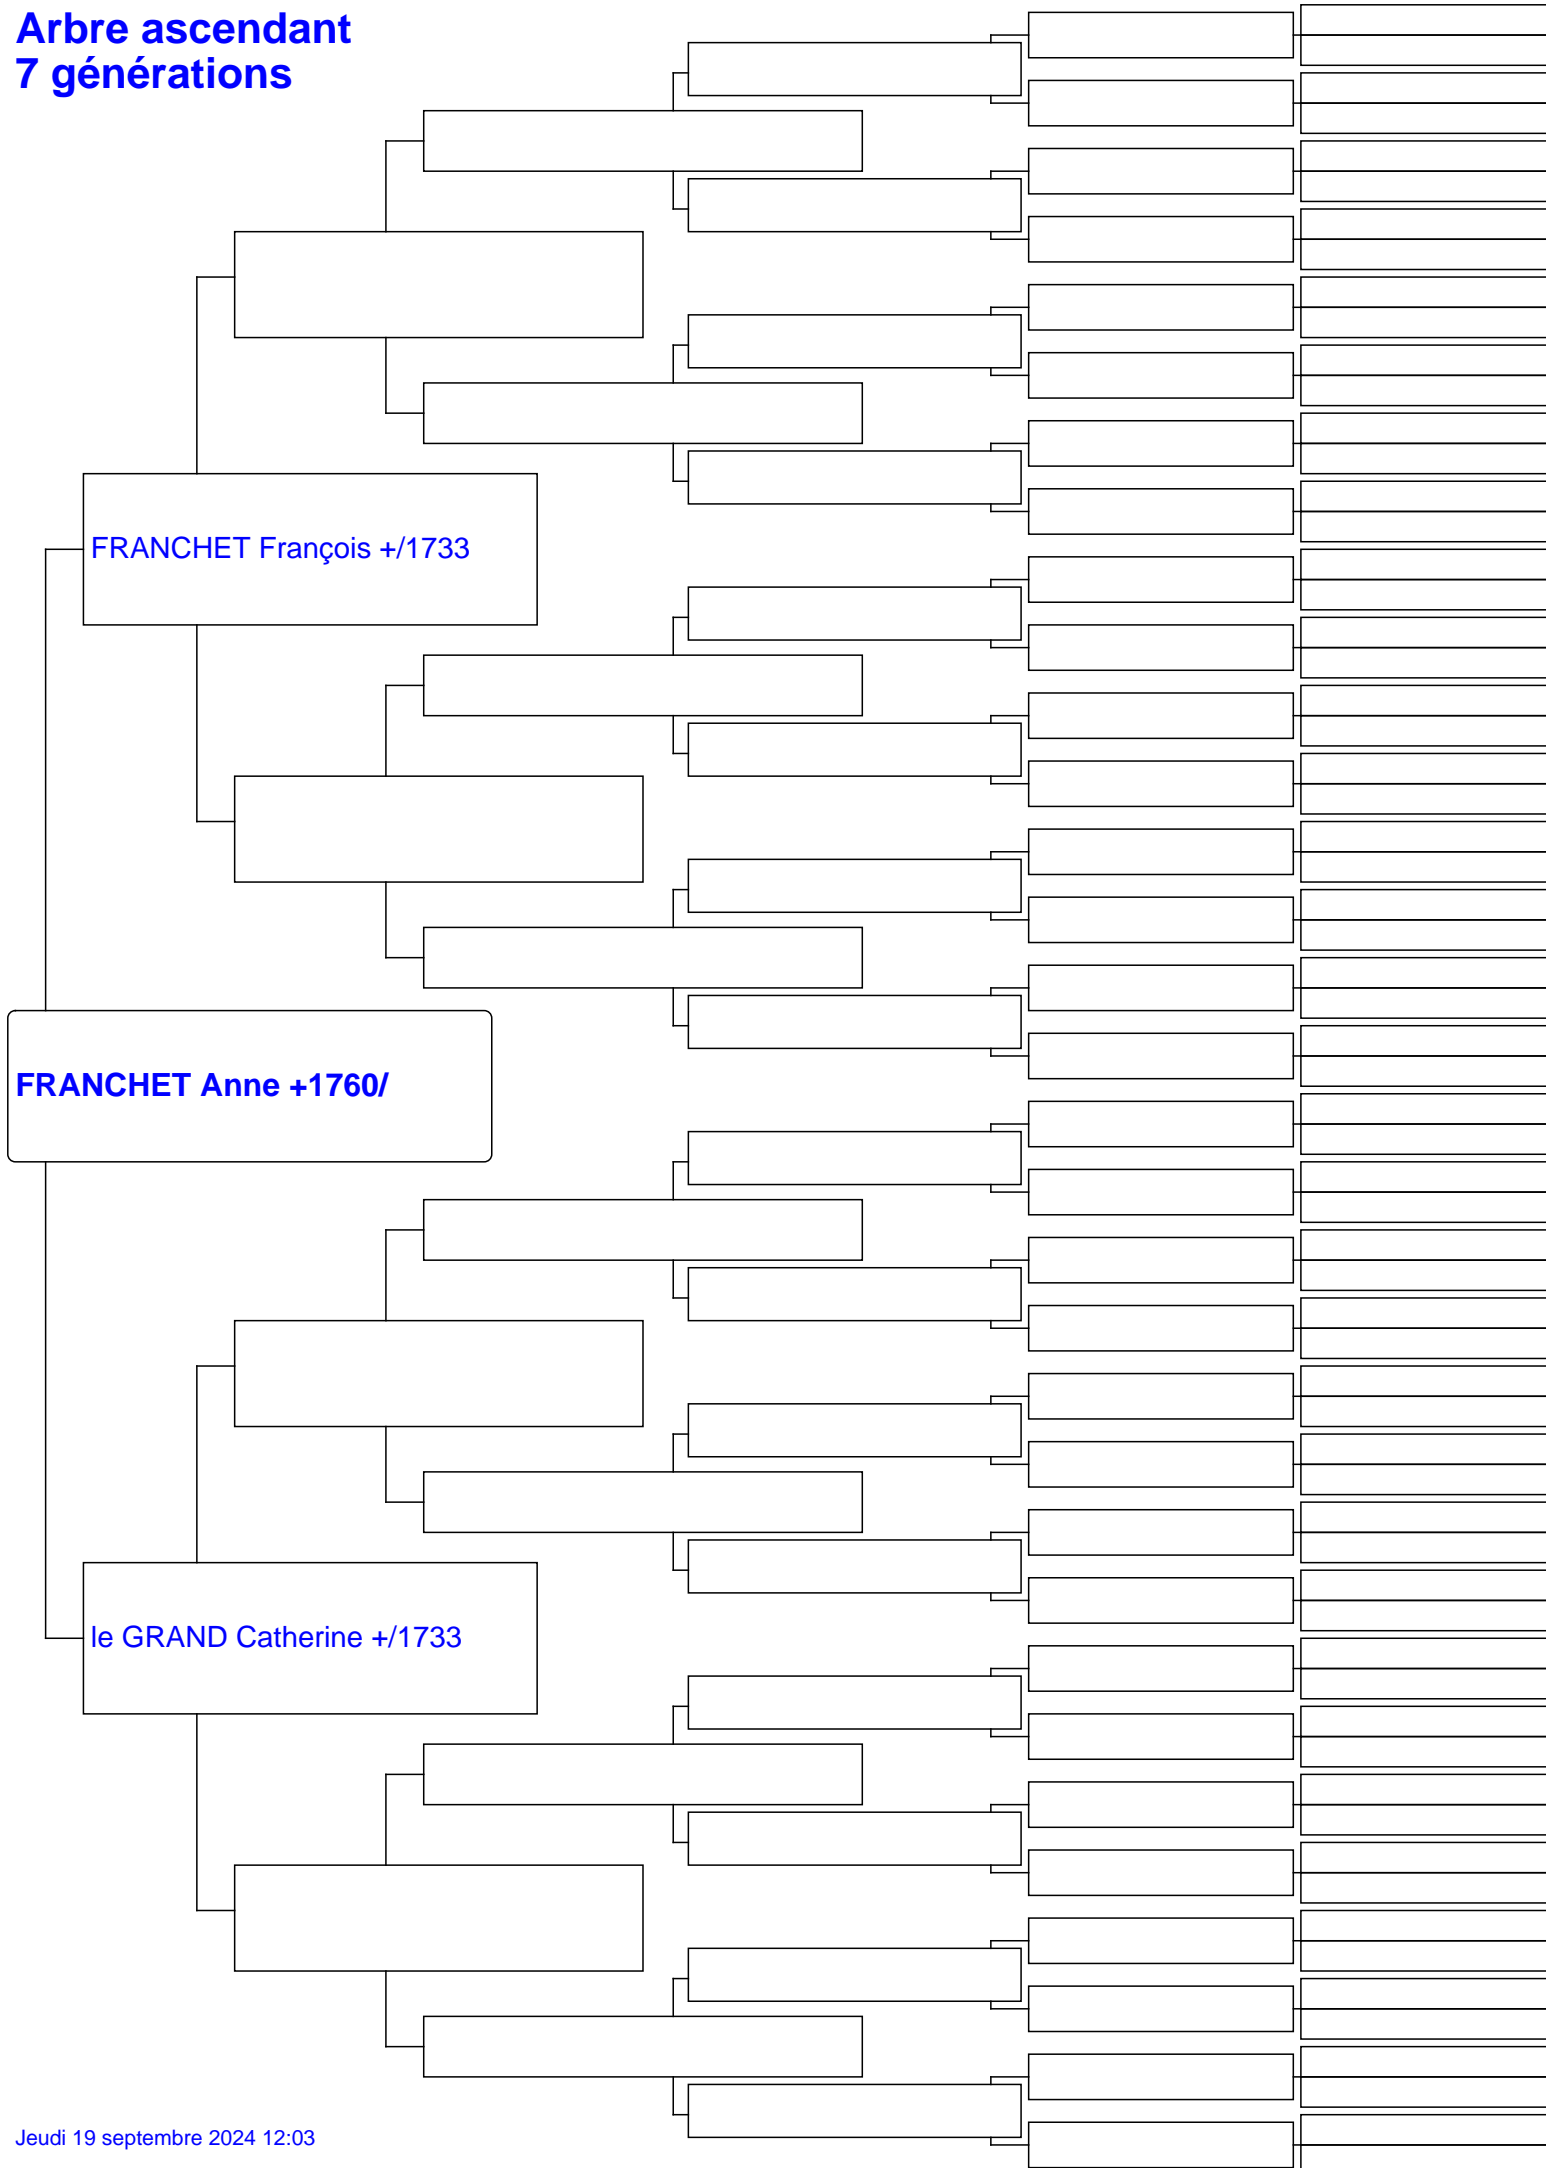 Arbre ascendant
7 générations
FRANCHET François +/1733
FRANCHET Anne +1760/
le GRAND Catherine +/1733
Jeudi 19 septembre 2024 12:03